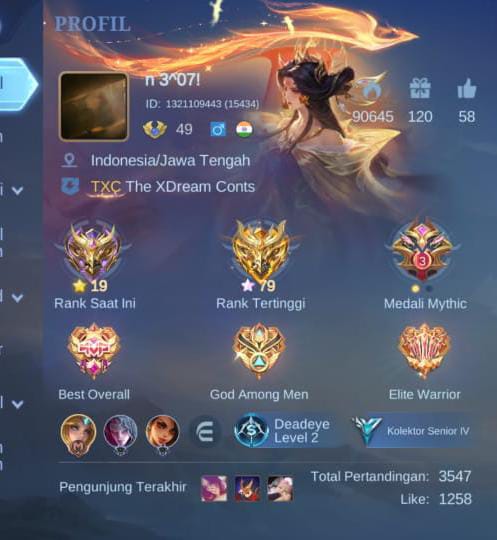 PROFIL
n 3^07!
ID: 1321109443 (15434)
49
90645 120 58
Indonesia/Jawa Tengah
TXC The XDream Conts
19 79 3
Rank Saat Ini Rank Tertinggi Medali Mythic
Best Overall God Among Men Elite Warrior
Deadeye
Level 2
Kolektor Senior IV
Pengunjung Terakhir
Total Pertandingan: 3547
Like: 1258